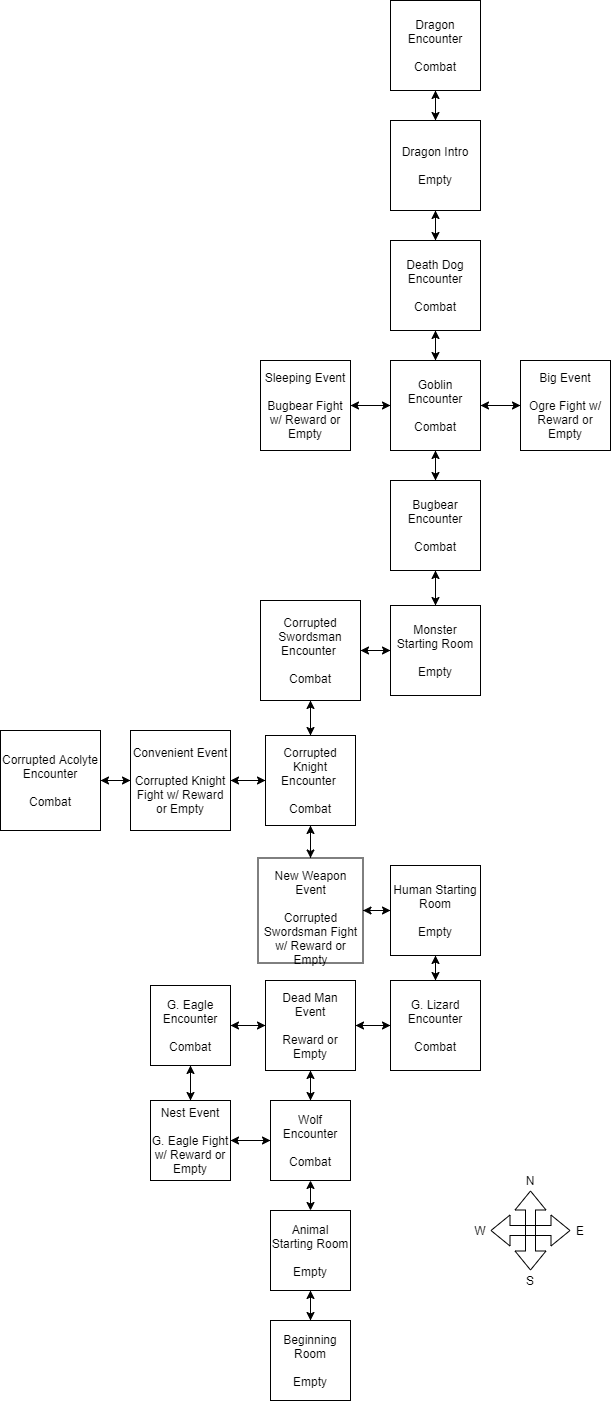 Dragon
Encounter
Combat
Dragon Intro
Empty
Death Dog
Encounter
Combat
Sleeping Event
Bugbear Fight
w/ Reward or
Empty
Goblin
Encounter
Combat
Big Event
Ogre Fight w/
Reward or
Empty
Bugbear
Encounter
Combat
Corrupted
Swordsman
Encounter
Combat
Monster
Starting Room
Empty
Corrupted Acolyte
Encounter
Combat
Convenient Event
Corrupted Knight
Fight w/ Reward
or Empty
Corrupted
Knight
Encounter
Combat
New Weapon
Event
Corrupted
Swordsman Fight
w/ Reward or
Empty
Human Starting
Room
Empty
G. Eagle
Encounter
Combat
Dead Man
Event
Reward or
Empty
G. Lizard
Encounter
Combat
Nest Event
G. Eagle Fight
w/ Reward or
Empty
Wolf
Encounter
Combat
Animal
Starting Room
Empty
N
W
E
S
Beginning
Room
Empty